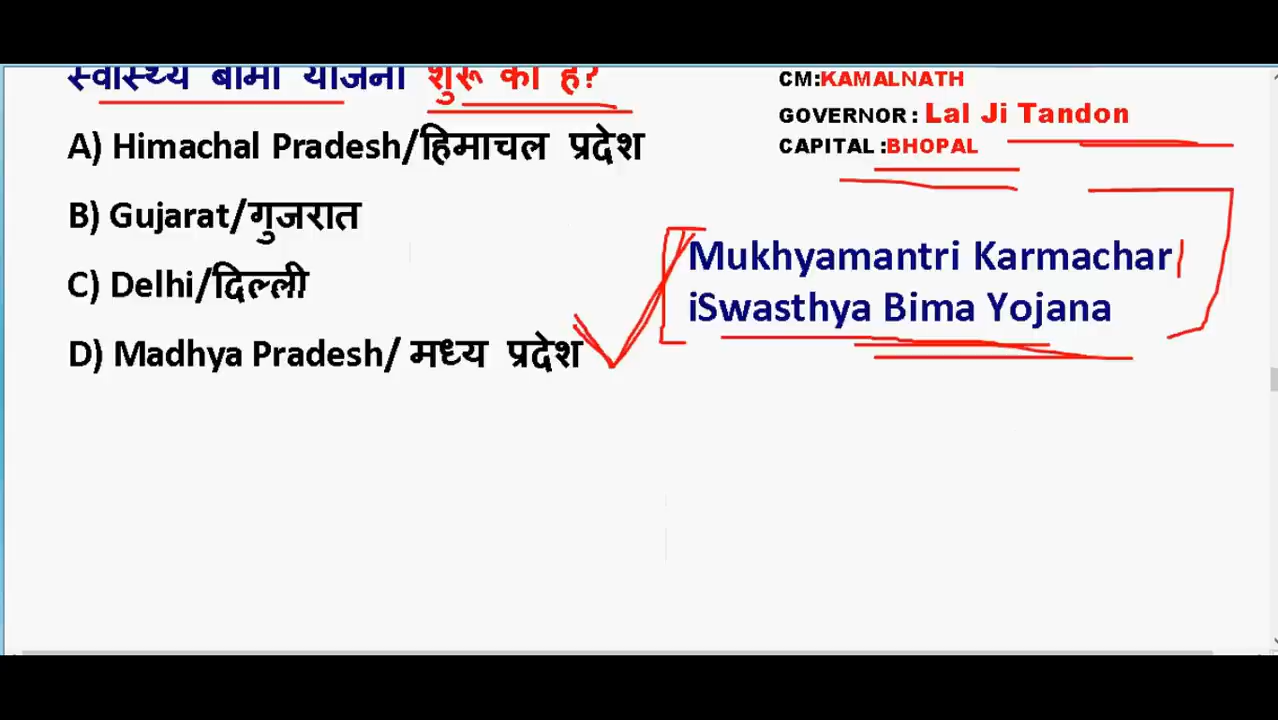 स्वास्थ्य बीमा योजना शुरू की है?
A) Himachal Pradesh/हिमाचल प्रदेश
B) Gujarat/गुजरात
C) Delhi/दिल्ली
D) Madhya Pradesh/ मध्य प्रदेश
CM:KAMALNATH
GOVERNOR: Lal Ji Tandon
CAPITAL :BHOPAL
Mukhyamantri Karmachar
iSwasthya Bima Yojana